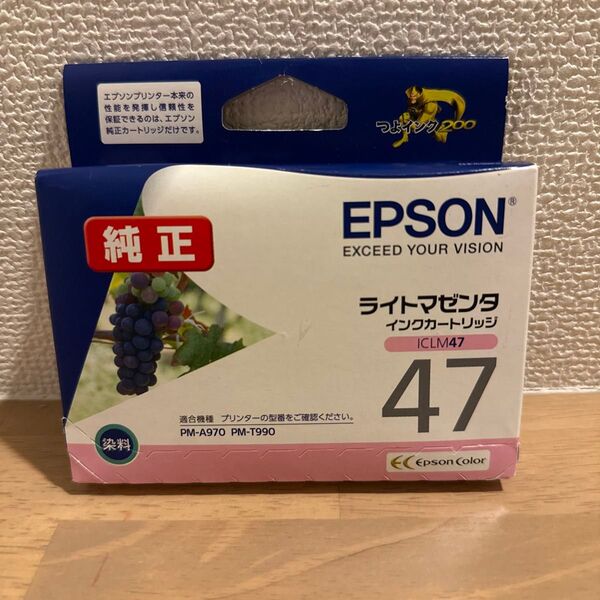 エプソンプリンター本来の
性能を発揮し信頼性を
保証できるのは、エプソン
純正カートリッジだけです。
つよインク200
純正
EPSON®
EXCEED YOUR VISION
ライトマゼンタ
インクカートリッジ
ICLM47
47
適合機種 プリンターの型番をご確認ください。
PM-A970 PM-T990
染料
EC EPSON COLOR